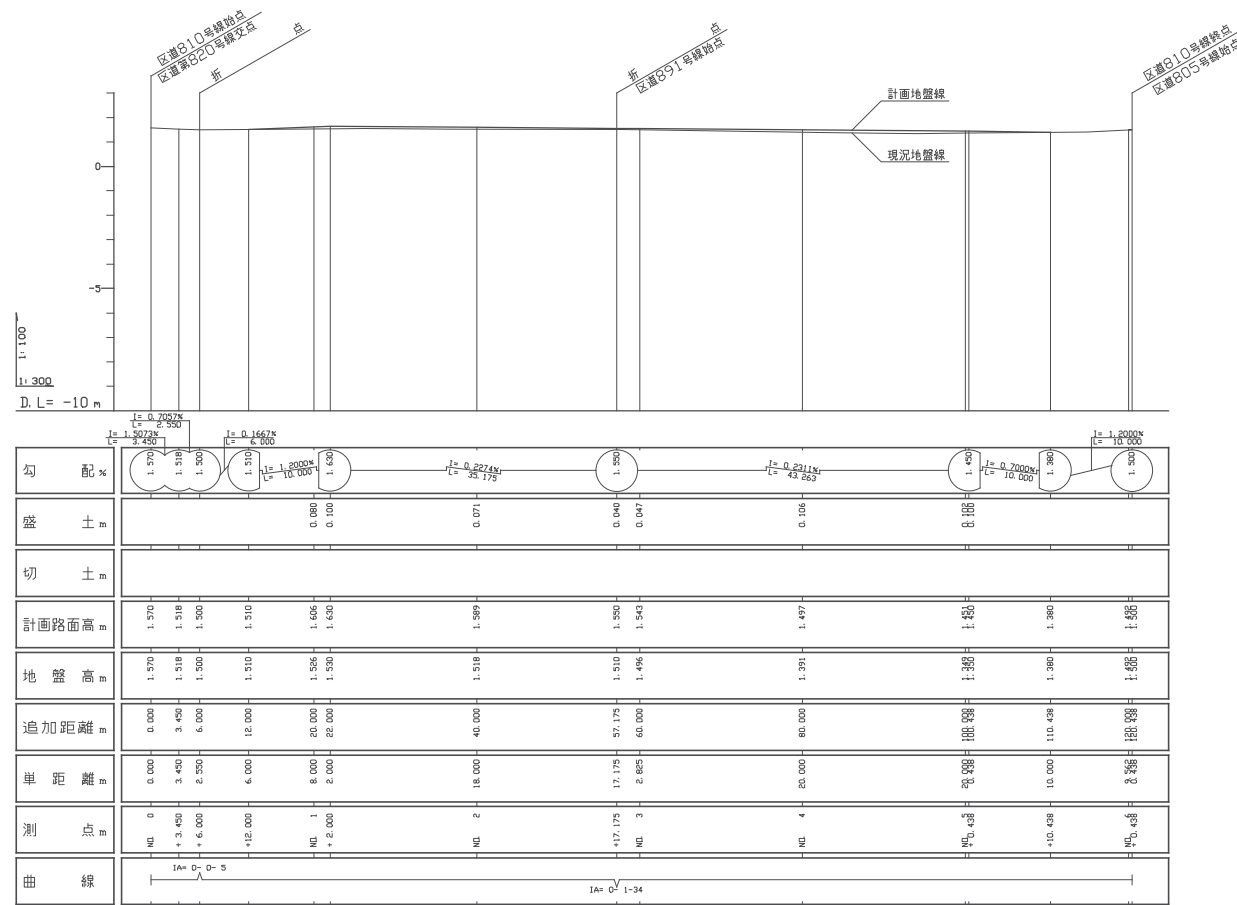 区道810号線始点
区道第820号線交点
折 点
折 点
区道891号線始点
区道810号線終点
区道805号線始点
計画地盤線
現況地盤線
0
-5
1:100
1:300
D.L= -10 m
I= 1.5073%
L= 3.450
I= 0.7057%
L= 2.550
I= 0.1667%
L= 6.000
I= 1.2000%
L= 10.000
勾 配 %
1.570 1.518 1.500 1.510
I= 1.2000%
L= 10.000
1.630
I= 0.2274%
L= 35.175
1.550
I= 0.2311%
L= 43.263
1.450
I= 0.7000%
L= 10.000
1.380 1.500
盛 土 m
0.080 0.100 0.071 0.040 0.047 0.106 0.102 0.100
切 土 m
計画路面高 m
1.570 1.518 1.500 1.510 1.606 1.630 1.589 1.550 1.543 1.497 1.451 1.450 1.380 1.492 1.500
地 盤 高 m
1.570 1.518 1.500 1.510 1.526 1.530 1.518 1.510 1.496 1.391 1.349 1.350 1.380 1.492 1.500
追加距離 m
0.000 3.450 6.000 12.000 20.000 22.000 40.000 57.175 60.000 80.000 100.000 100.438 110.438 120.000 120.438
単 距 離 m
0.000 3.450 2.550 6.000 8.000 2.000 18.000 17.175 2.825 20.000 20.000 0.438 10.000 9.562 0.438
測 点 m
NO. 0 + 3.450 + 6.000 +12.000 NO. 1 + 2.000 NO. 2 +17.175 NO. 3 NO. 4 NO. 5 + 0.438 +10.438 NO. 6 + 0.438
曲 線
IA= 0- 0- 5
IA= 0- 1-34